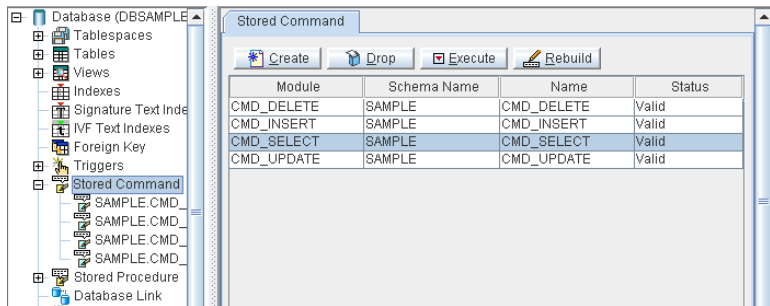 Database (DBSAMPLE
Tablespaces
Tables
Views
Indexes
Signature Text Inde
IVF Text Indexes
Foreign Key
Triggers
Stored Command
SAMPLE.CMD_
SAMPLE.CMD_
SAMPLE.CMD_
SAMPLE.CMD_
Stored Procedure
Database Link
Stored Command
Create Drop Execute Rebuild
Module Schema Name Name Status
CMD_DELETE SAMPLE CMD_DELETE Valid
CMD_INSERT SAMPLE CMD_INSERT Valid
CMD_SELECT SAMPLE CMD_SELECT Valid
CMD_UPDATE SAMPLE CMD_UPDATE Valid